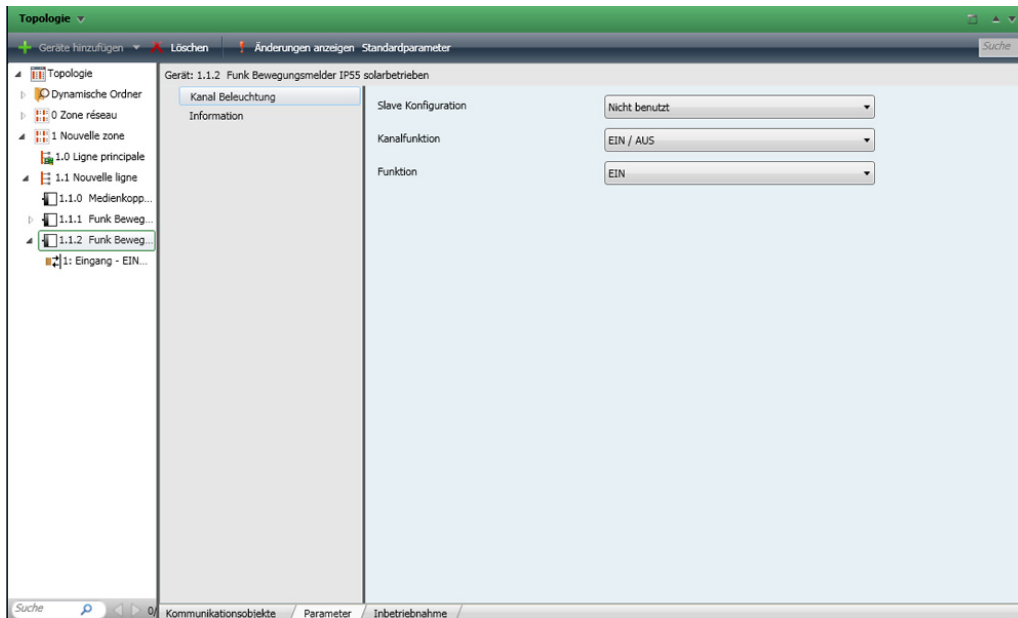 Topologie
Geräte hinzufügen Löschen Änderungen anzeigen Standardparameter Suche
Topologie
Dynamische Ordner
0 Zone réseau
1 Nouvelle zone
1.0 Ligne principale
1.1 Nouvelle ligne
1.1.0 Medienkopp...
1.1.1 Funk Beweg...
1.1.2 Funk Beweg...
1: Eingang - EIN...
Suche 0/
Gerät: 1.1.2 Funk Bewegungsmelder IP55 solarbetrieben
Kanal Beleuchtung
Information
Slave Konfiguration Nicht benutzt
Kanalfunktion EIN / AUS
Funktion EIN
Kommunikationsobjekte Parameter Inbetriebnahme